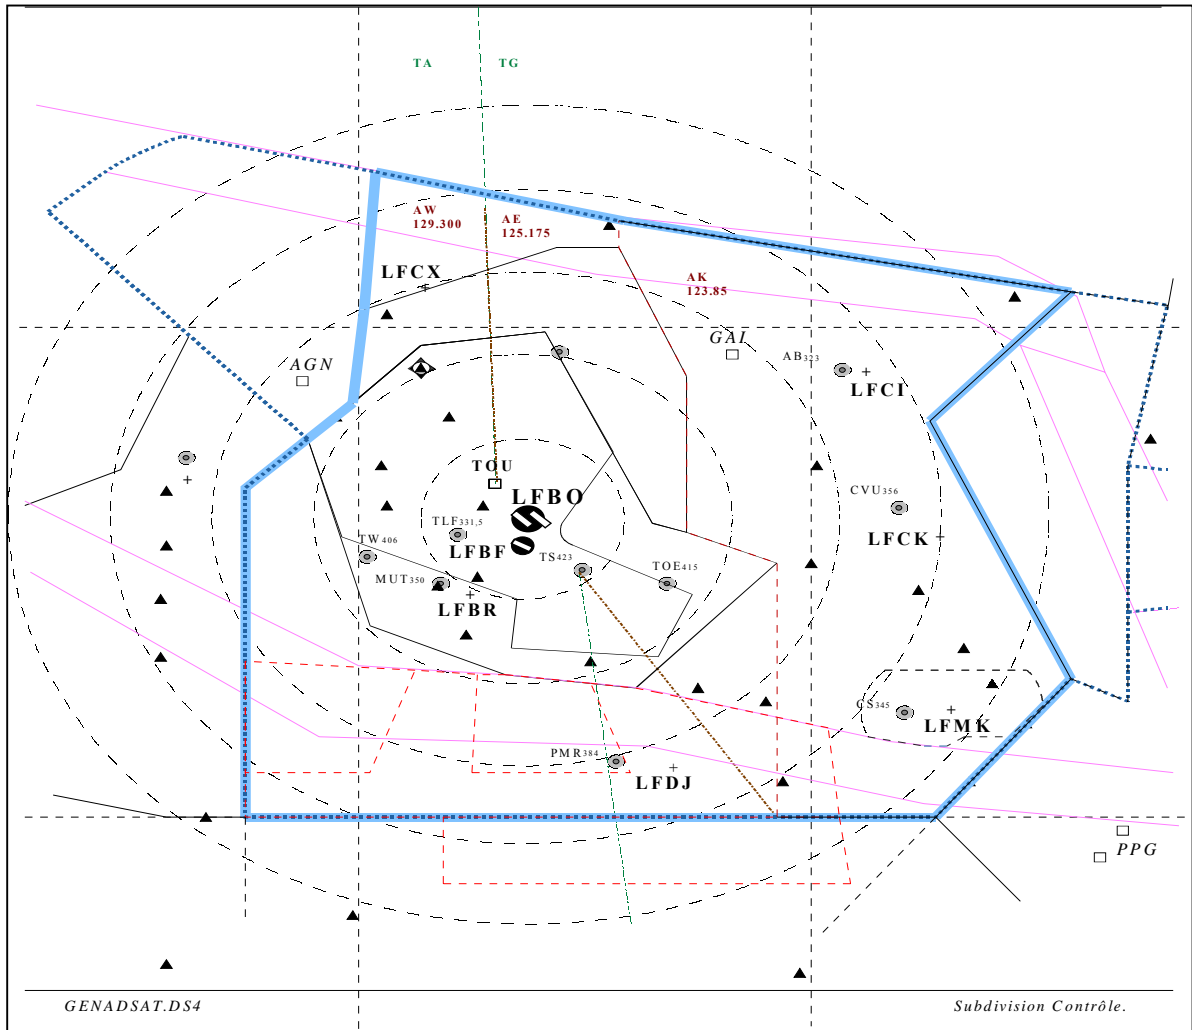 TA TG
AW
129.300
AE
125.175
LFCX
AK
123.85
GAI
AGN
AB323
LFCI
TOU
LFBO
CVU356
TLF331,5
LFCK
TW406
LFBF
TS423
TOE415
MUT350
LFBR
CS345
LFMK
PMR384
LFDJ
PPG
GENADSAT.DS4
Subdivision Contrôle.